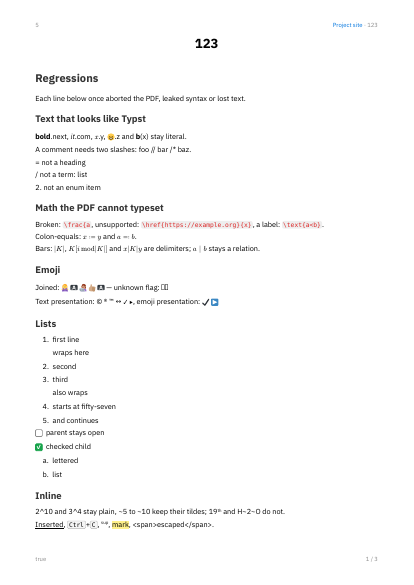 5 Project site · 123
123
Regressions
Each line below once aborted the PDF, leaked syntax or lost text.
Text that looks like Typst
bold.next, it.com, x.y, 😄.z and b(x) stay literal.
A comment needs two slashes: foo // bar /* baz.
= not a heading
/ not a term: list
2. not an enum item
Math the PDF cannot typeset
Broken: \frac{a, unsupported: \href{https://example.org}{x}, a label: \text{a<b}.
Colon-equals: x := y and a =: b.
Bars: |K|, K[i mod|K|] and x|K|y are delimiters; a | b stays a relation.
Emoji
Joined: — unknown flag:
Text presentation: © ® ™ ↔ ✓ ▶, emoji presentation: ✔ ▶
Lists
1. first line
wraps here
2. second
3. third
also wraps
4. starts at fifty-seven
5. and continues
☐ parent stays open
☑ checked child
a. lettered
b. list
Inline
2^10 and 3^4 stay plain, ~5 to ~10 keep their tildes; 19th and H~2~O do not.
Inserted, Ctrl+C, mark, <span>escaped</span>.
true 1 / 3